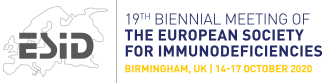 ESiD
19TH BIENNIAL MEETING OF
THE EUROPEAN SOCIETY
FOR IMMUNODEFICIENCIES
BIRMINGHAM, UK | 14-17 OCTOBER 2020